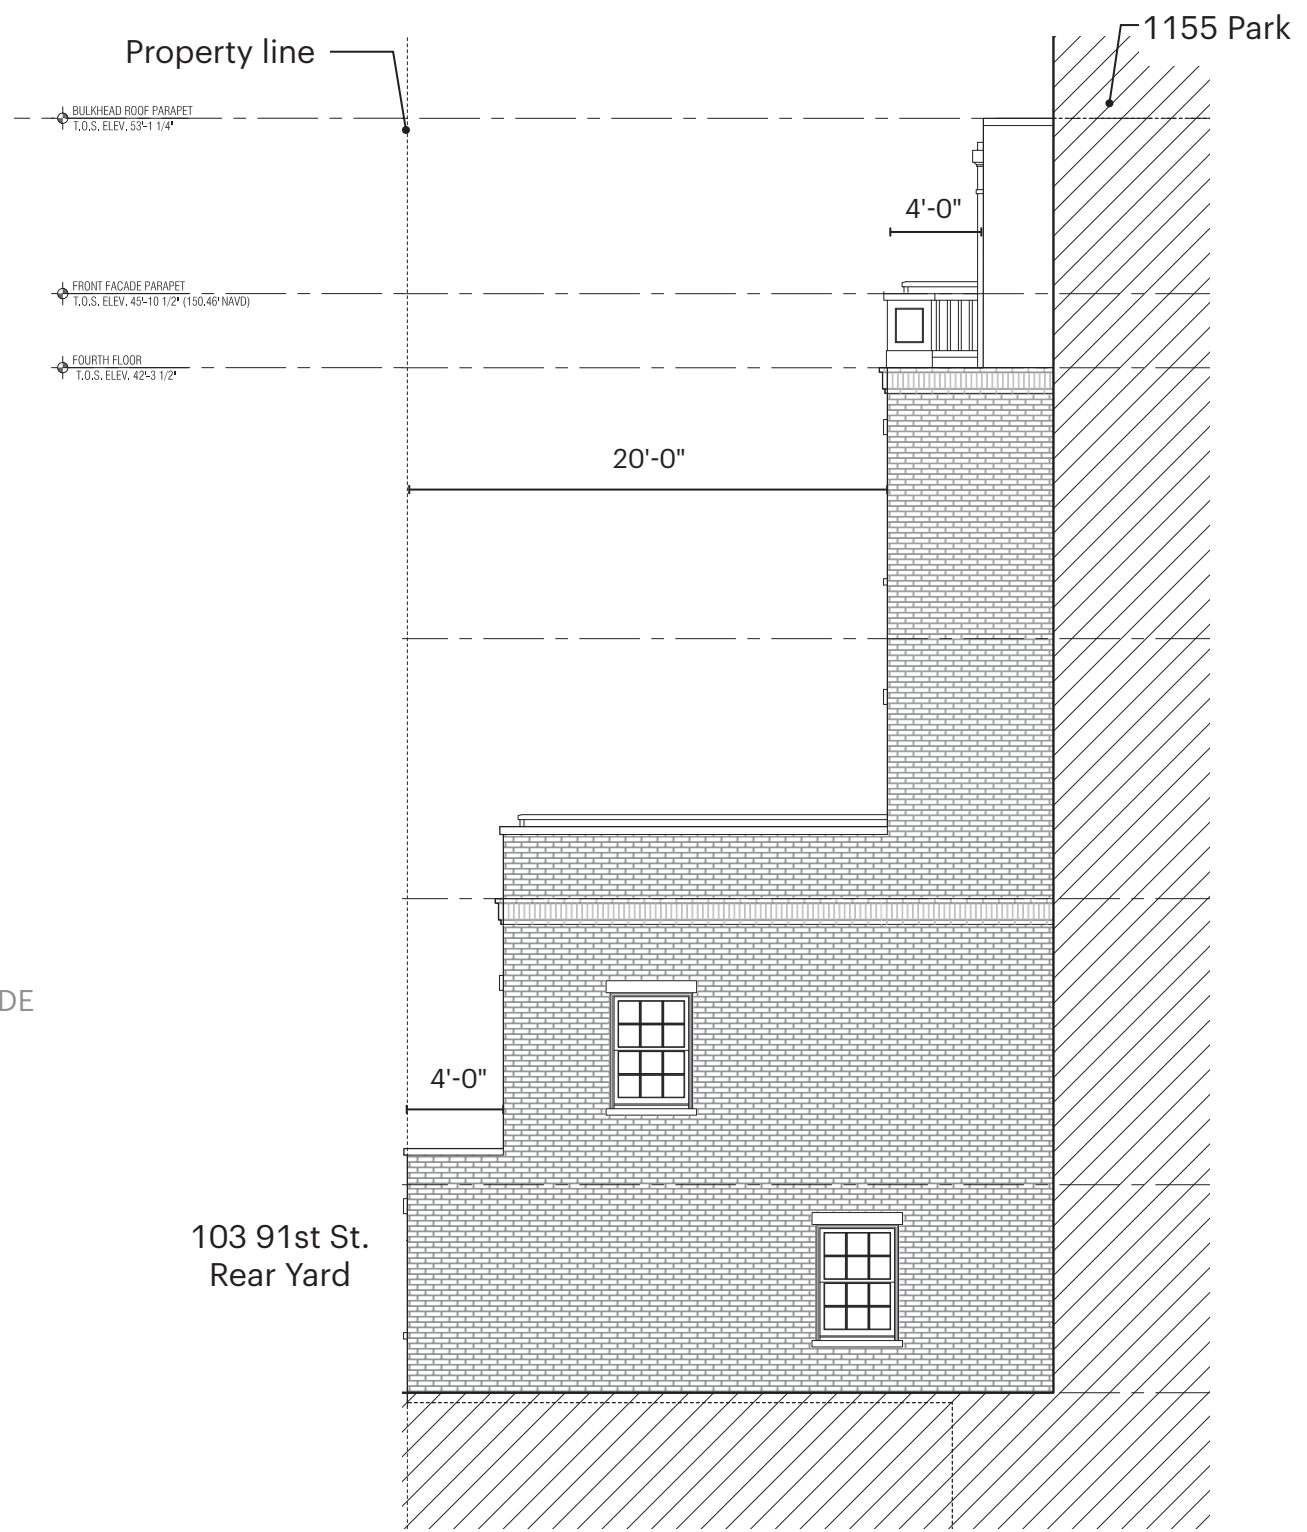 1155 Park
Property line
BULKHEAD ROOF PARAPET
T.O.S. ELEV. 53'-1 1/4"
4'-0"
FRONT FACADE PARAPET
T.O.S. ELEV. 45'-10 1/2" (150.46' NAVD)
FOURTH FLOOR
T.O.S. ELEV. 42'-3 1/2"
20'-0"
DE
4'-0"
103 91st St.
Rear Yard